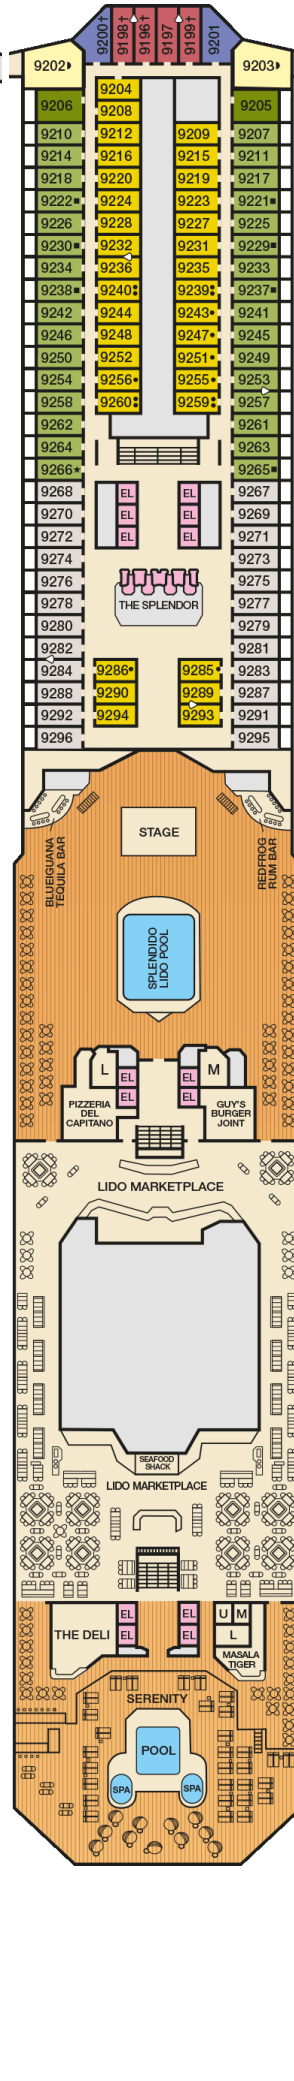 9200† 9198† 9196† 9197† 9199† 9201
9202 9203
9204
9206 9208 9205
9210 9212 9209 9207
9214 9216 9215 9211
9218 9220 9219 9217
9222■ 9224 9223 9221■
9226 9228 9227 9225
9230■ 9232 9231 9229■
9234 9236 9235 9233
9238■ 9240 9239 9237■
9242 9244 9243• 9241
9246 9248 9247• 9245
9250 9252 9251• 9249
9254 9256• 9255• 9253
9258 9260 9259 9257
9262 9261
9264 9263
9266★ 9265■
9268 EL EL 9267
9270 EL EL 9269
9272 EL EL 9271
9274 9273
9276 9275
9278 THE SPLENDOR 9277
9280 9279
9282 9281
9284 9286• 9285• 9283
9288 9290 9289 9287
9292 9294 9293 9291
9296 9295
STAGE
BLUEIGUANA
TEQUILA BAR
REDFROG
RUM BAR
SPLENDIDO
LIDO POOL
L EL EL M
EL EL
PIZZERIA
DEL
CAPITANO
GUY'S
BURGER
JOINT
LIDO MARKETPLACE
SEAFOOD
SHACK
LIDO MARKETPLACE
EL EL U M
THE DELI EL EL L
MASALA
TIGER
SERENITY
POOL
SPA SPA